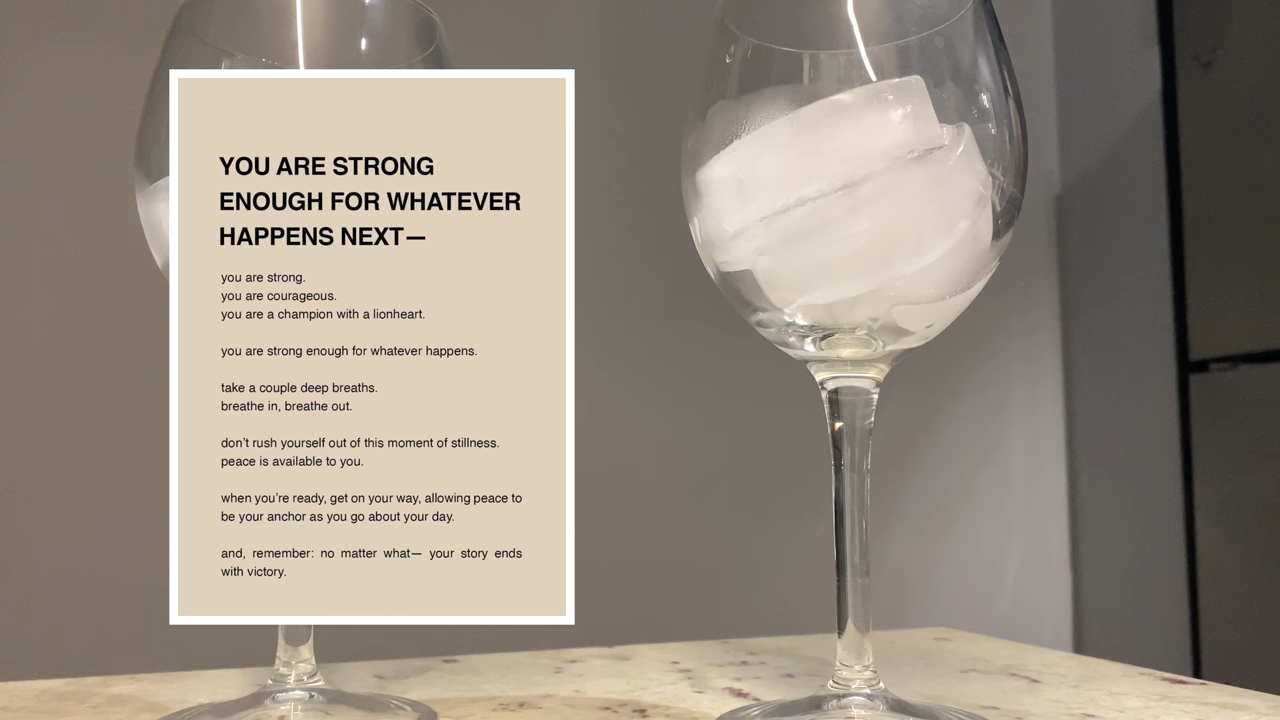 YOU ARE STRONG
ENOUGH FOR WHATEVER
HAPPENS NEXT—
you are strong.
you are courageous.
you are a champion with a lionheart.
you are strong enough for whatever happens.
take a couple deep breaths.
breathe in, breathe out.
don't rush yourself out of this moment of stillness.
peace is available to you.
when you're ready, get on your way, allowing peace to
be your anchor as you go about your day.
and, remember: no matter what— your story ends
with victory.